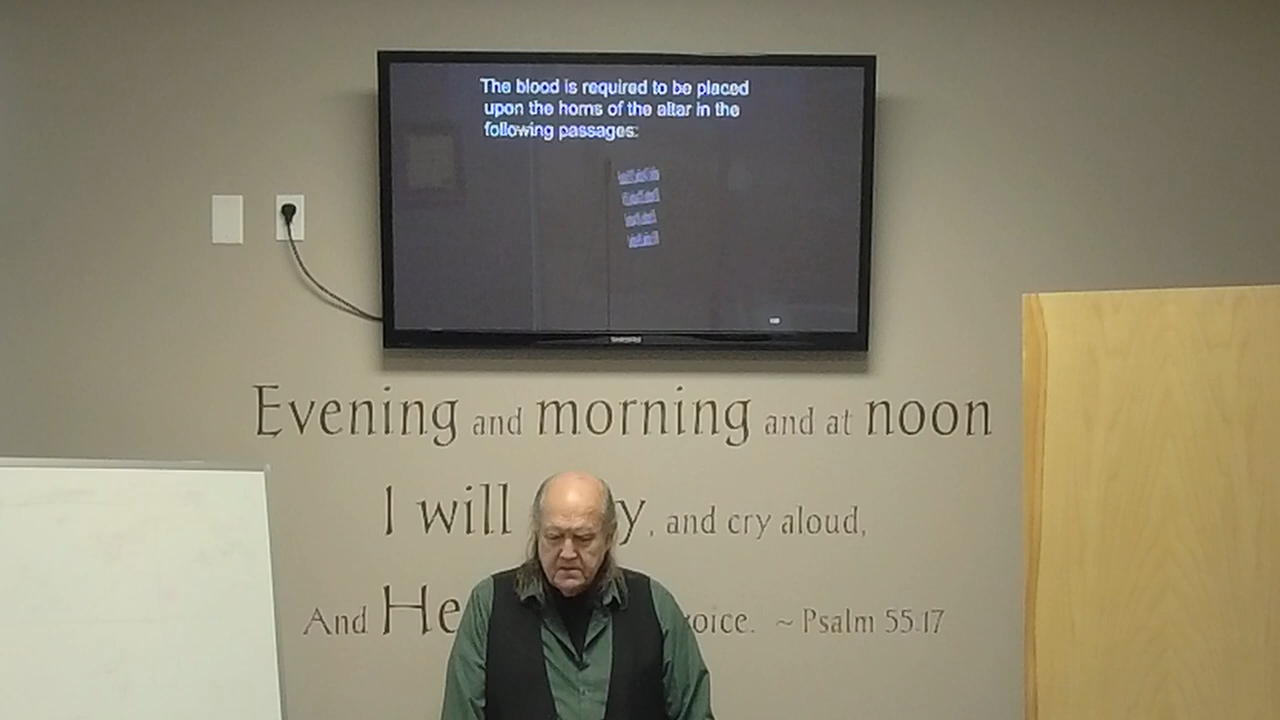 The blood is required to be placed
upon the horns of the altar in the
following passages:
Evening and morning and at noon
I will y, and cry aloud,
And He voice. ~ Psalm 55:17